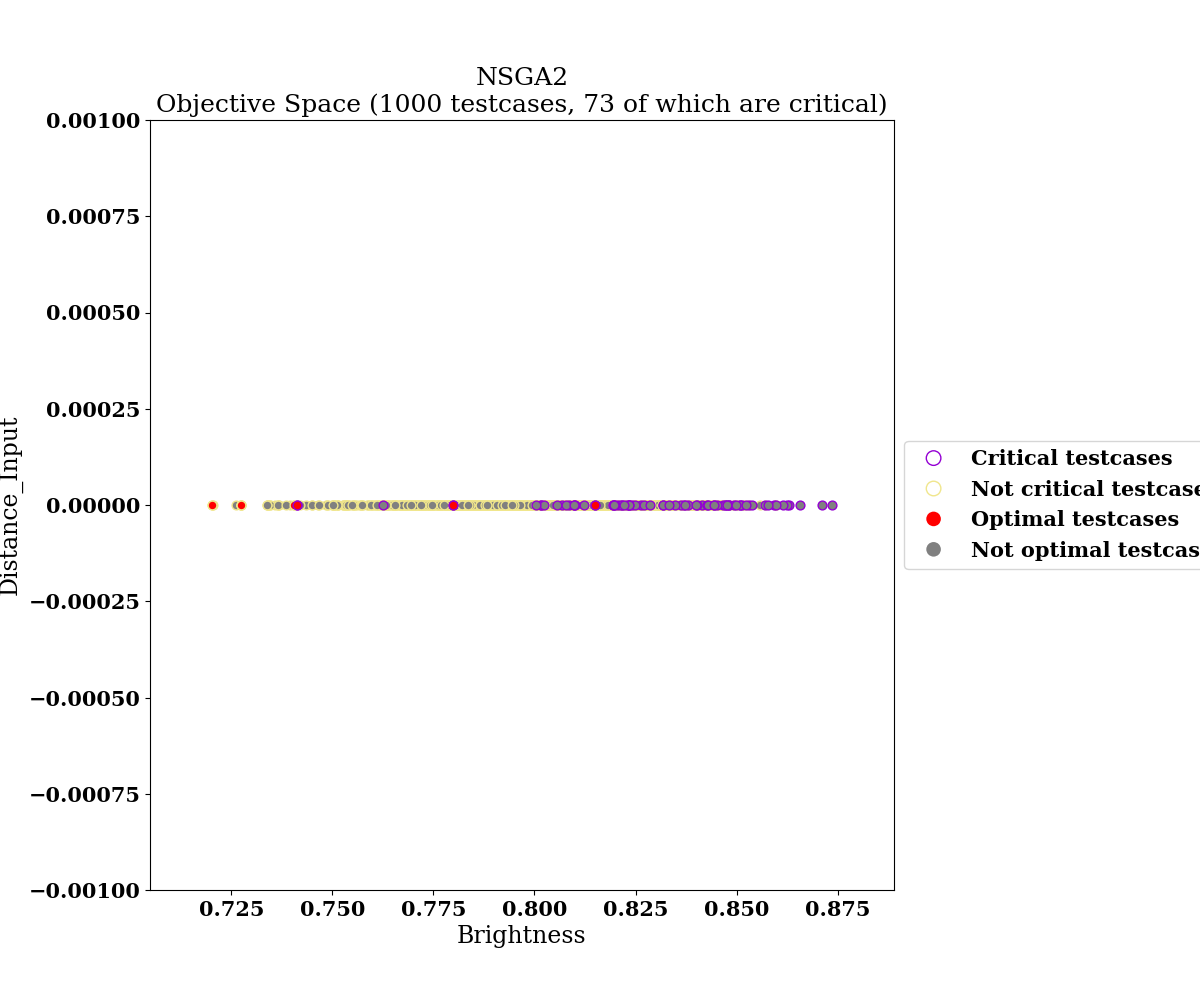 NSGA2
Objective Space (1000 testcases, 73 of which are critical)
0.00100
0.00075
0.00050
0.00025
0.00000
−0.00025
−0.00050
−0.00075
−0.00100
Distance_Input
0.725 0.750 0.775 0.800 0.825 0.850 0.875
Brightness
Critical testcases
Not critical testcase
Optimal testcases
Not optimal testcas